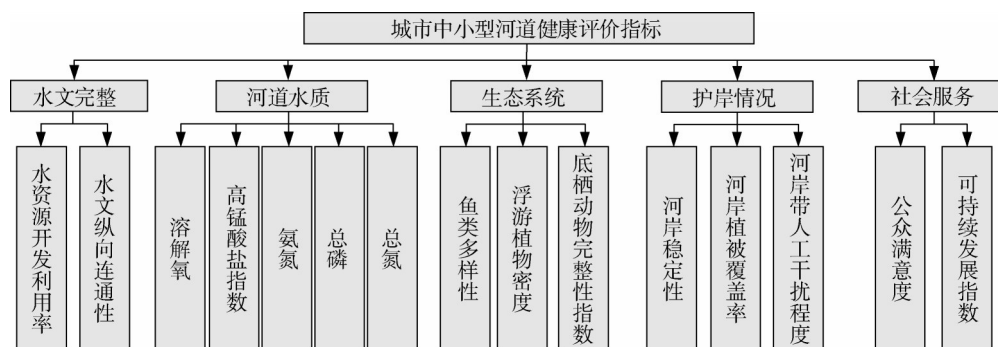 城市中小型河道健康评价指标
水文完整
河道水质
生态系统
护岸情况
社会服务
水资源开发利用率
水文纵向连通性
溶解氧
高锰酸盐指数
氨氮
总磷
总氮
鱼类多样性
浮游植物密度
底栖动物完整性指数
河岸稳定性
河岸植被覆盖率
河岸带人工干扰程度
公众满意度
可持续发展指数